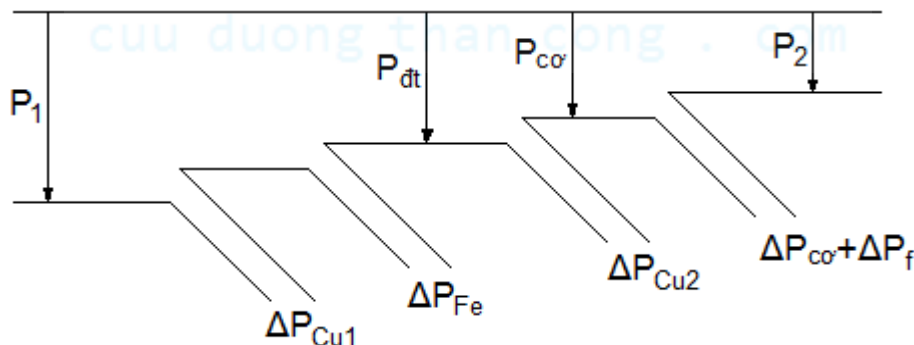 cuu duong than cong . com
P₁
Pđt
Pcơ
P₂
ΔPCu1
ΔPFe
ΔPCu2
ΔPcơ+ΔPf